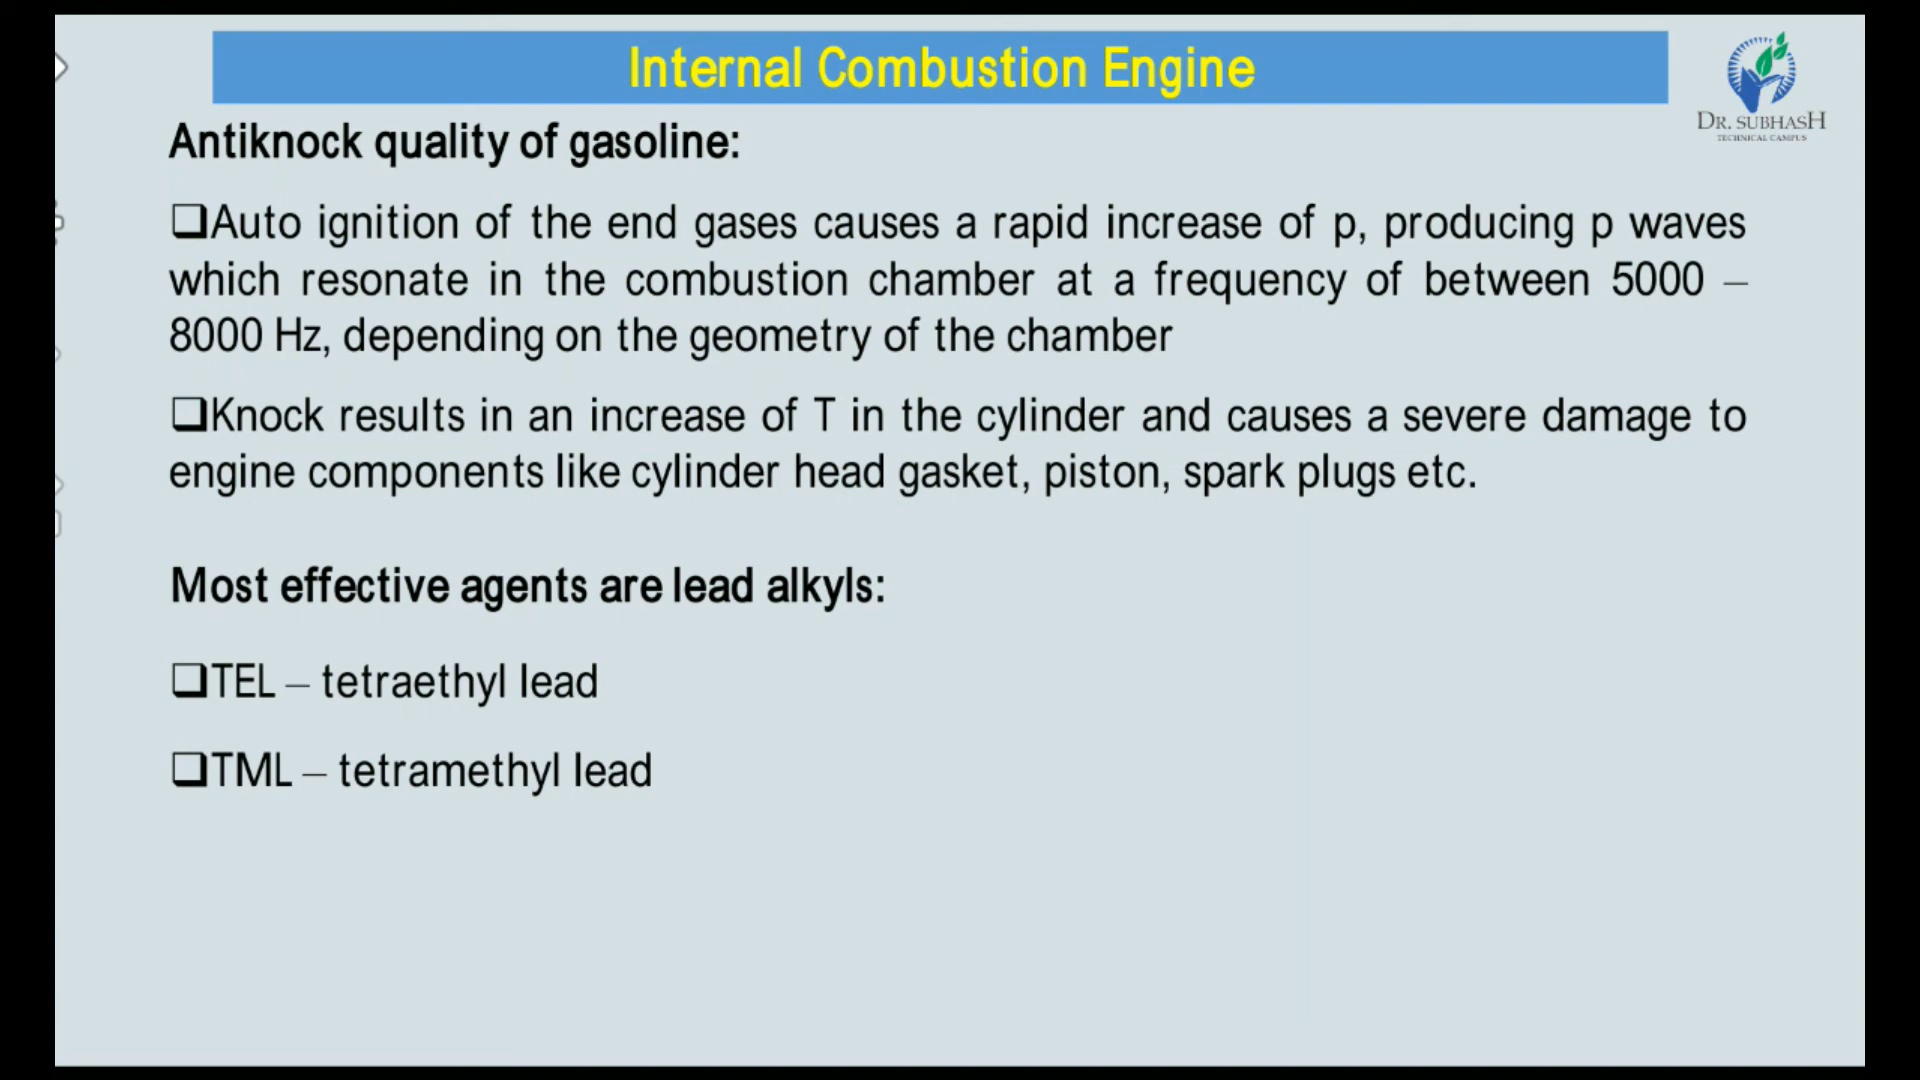 Internal Combustion Engine
DR. SUBHASH
TECHNICAL CAMPUS
Antiknock quality of gasoline:
❑Auto ignition of the end gases causes a rapid increase of p, producing p waves
which resonate in the combustion chamber at a frequency of between 5000 –
8000 Hz, depending on the geometry of the chamber
❑Knock results in an increase of T in the cylinder and causes a severe damage to
engine components like cylinder head gasket, piston, spark plugs etc.
Most effective agents are lead alkyls:
❑TEL – tetraethyl lead
❑TML – tetramethyl lead